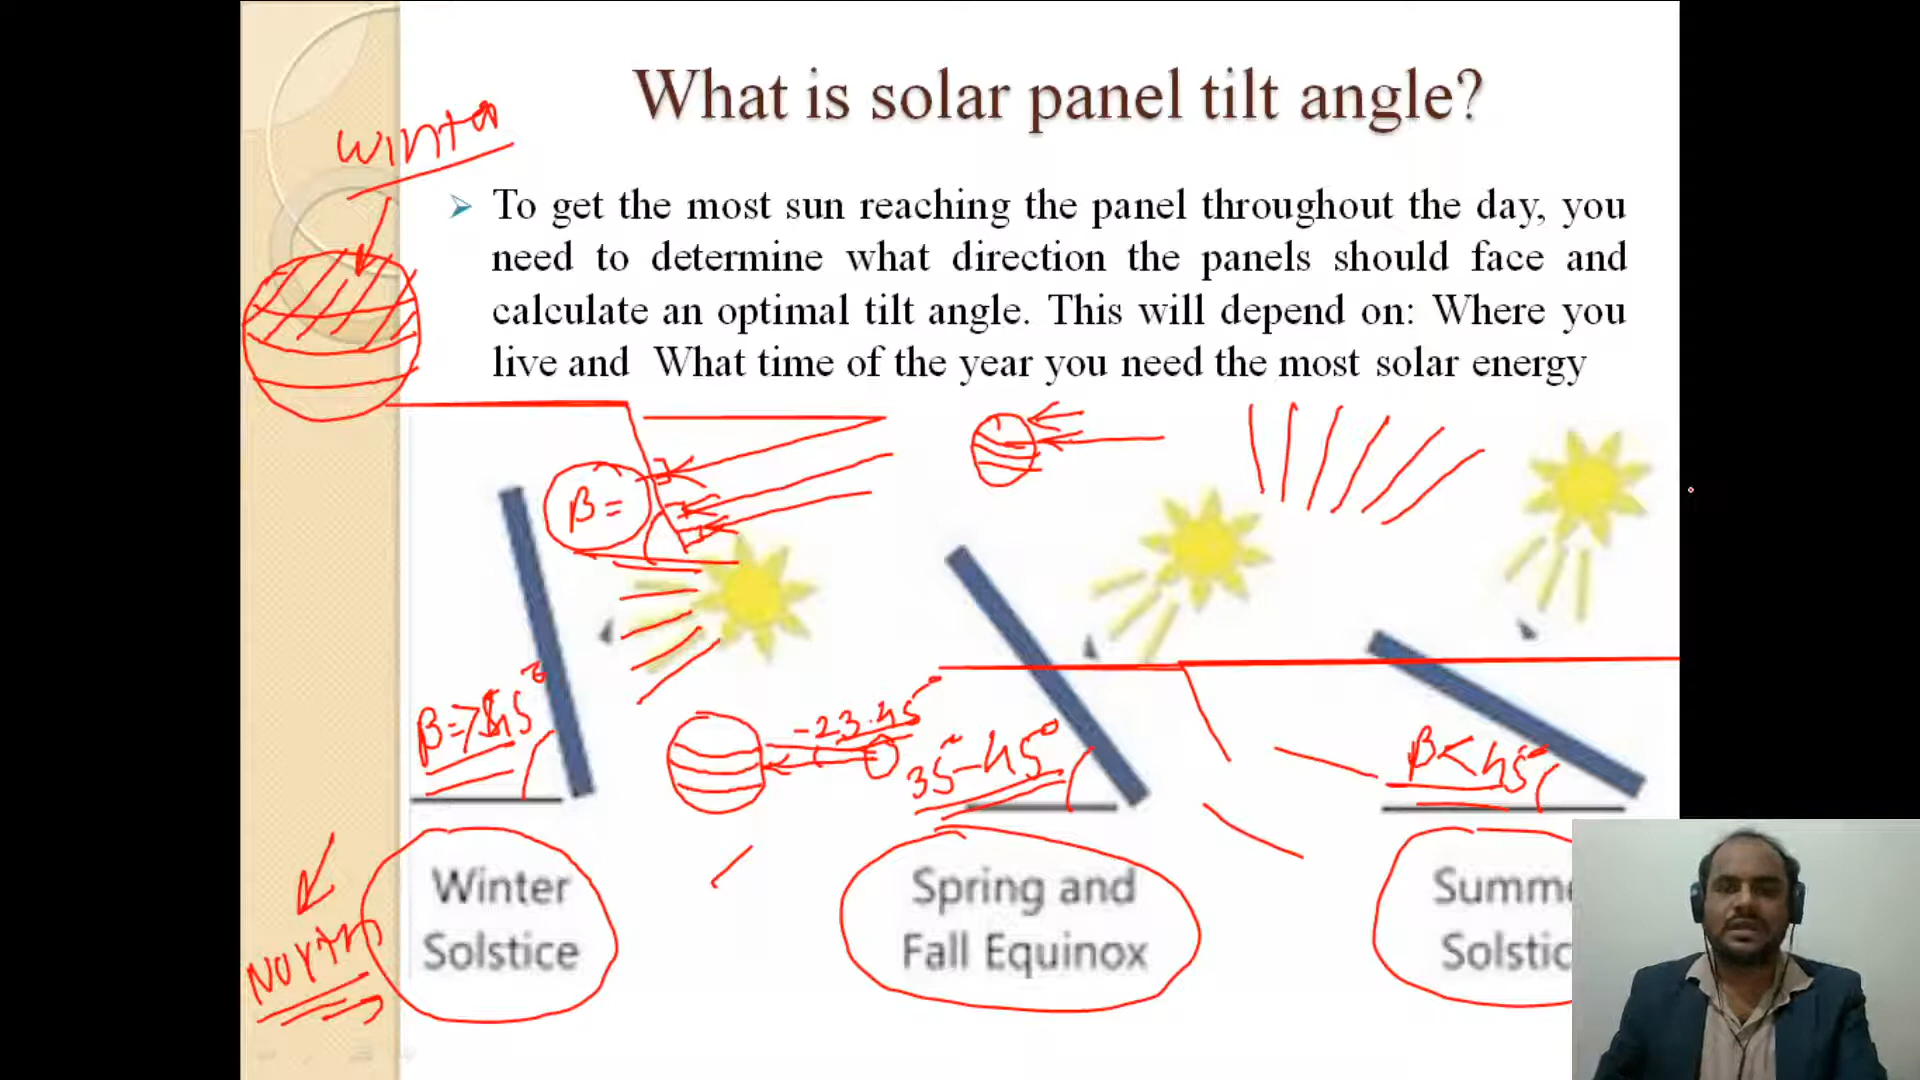 What is solar panel tilt angle?
winter
To get the most sun reaching the panel throughout the day, you
need to determine what direction the panels should face and
calculate an optimal tilt angle. This will depend on: Where you
live and What time of the year you need the most solar energy
β=
-23.45°
35°-45°
β<45°
North
Winter
Solstice
Spring and
Fall Equinox
Summe
Solstic